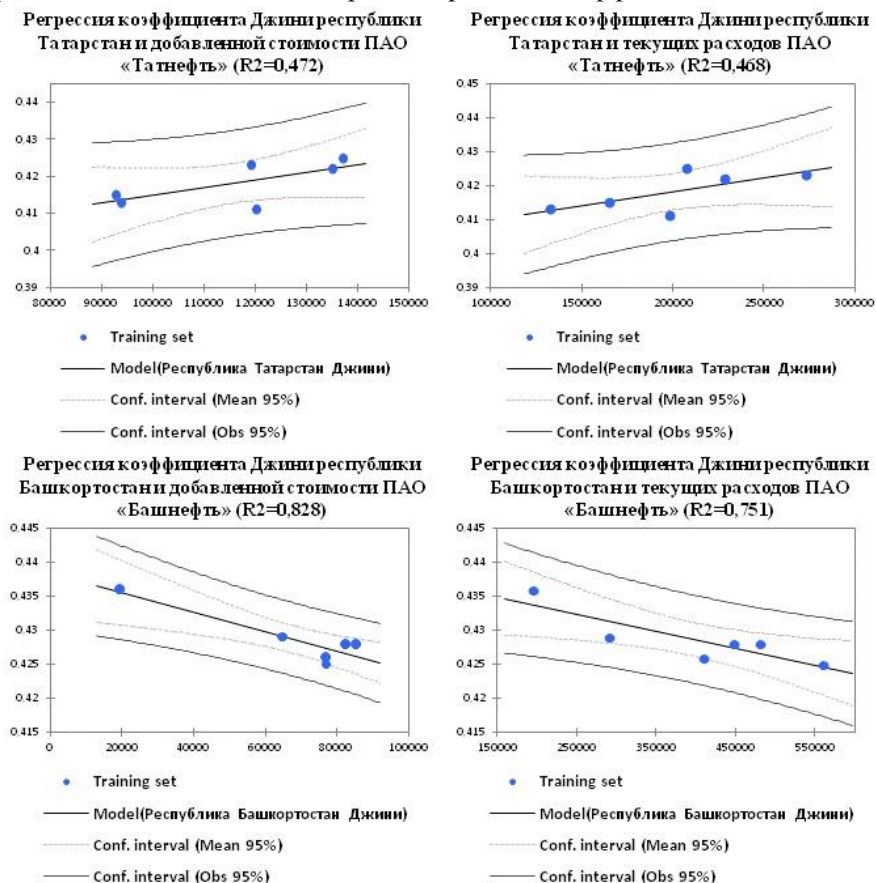 Регрессия коэффициента Джини республики
Татарстан и добавленной стоимости ПАО
«Татнефть» (R2=0,472)
0.44
0.43
0.42
0.41
0.4
0.39
80000 90000 100000 110000 120000 130000 140000 150000
Training set
Model(Республика Татарстан Джини)
Conf. interval (Mean 95%)
Conf. interval (Obs 95%)
Регрессия коэффициента Джини республики
Татарстан и текущих расходов ПАО
«Татнефть» (R2=0,468)
0.45
0.44
0.43
0.42
0.41
0.4
0.39
100000 150000 200000 250000 300000
Training set
Model(Республика Татарстан Джини)
Conf. interval (Mean 95%)
Conf. interval (Obs 95%)
Регрессия коэффициента Джини республики
Башкортостан и добавленной стоимости ПАО
«Башнефть» (R2=0,828)
0.445
0.44
0.435
0.43
0.425
0.42
0.415
0 20000 40000 60000 80000 100000
Training set
Model(Республика Башкортостан Джини)
Conf. interval (Mean 95%)
Conf. interval (Obs 95%)
Регрессия коэффициента Джини республики
Башкортостан и текущих расходов ПАО
«Башнефть» (R2=0,751)
0.445
0.44
0.435
0.43
0.425
0.42
0.415
150000 250000 350000 450000 550000
Training set
Model(Республика Башкортостан Джини)
Conf. interval (Mean 95%)
Conf. interval (Obs 95%)